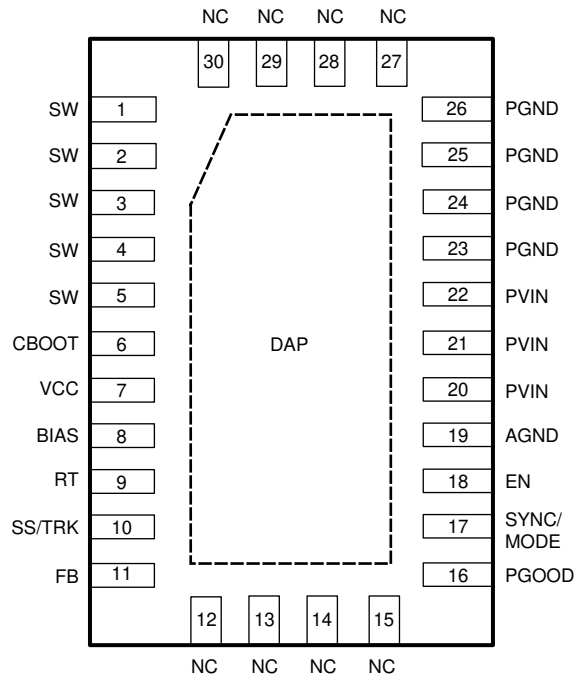 NC NC NC NC
30 29 28 27
SW 1 26 PGND
SW 2 25 PGND
SW 3 24 PGND
SW 4 23 PGND
SW 5 22 PVIN
CBOOT 6 DAP 21 PVIN
VCC 7 20 PVIN
BIAS 8 19 AGND
RT 9 18 EN
SS/TRK 10 17 SYNC/
MODE
FB 11 16 PGOOD
12 13 14 15
NC NC NC NC